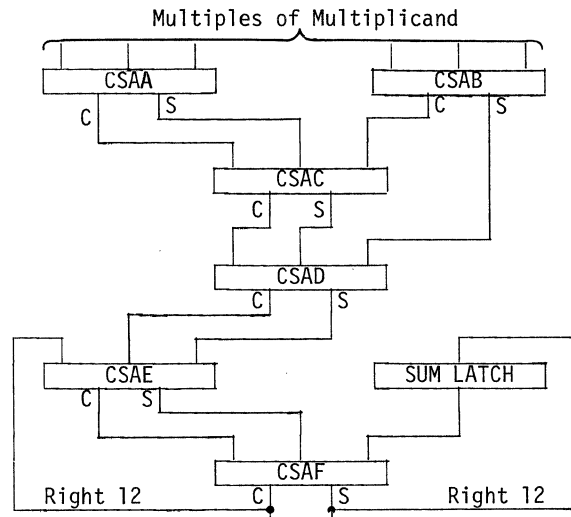 Multiples of Multiplicand
CSAA
CSAB
C S
C S
CSAC
C S
CSAD
C S
CSAE
SUM LATCH
C S
CSAF
Right 12 C S Right 12